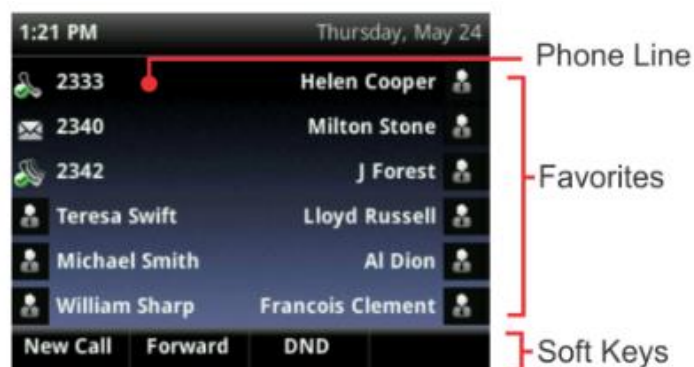 1:21 PM Thursday, May 24
Phone Line
2333 Helen Cooper
2340 Milton Stone
2342 J Forest
Favorites
Teresa Swift Lloyd Russell
Michael Smith Al Dion
William Sharp Francois Clement
New Call Forward DND
Soft Keys